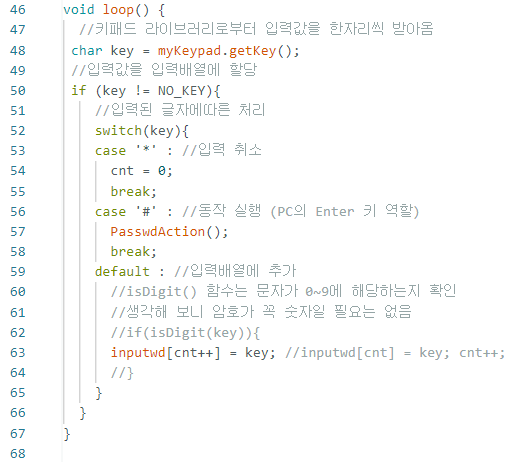 46 void loop() {
47 //키패드 라이브러리로부터 입력값을 한자리씩 받아옴
48 char key = myKeypad.getKey();
49 //입력값을 입력배열에 할당
50 if (key != NO_KEY){
51 //입력된 글자에따른 처리
52 switch(key){
53 case '*' : //입력 취소
54 cnt = 0;
55 break;
56 case '#' : //동작 실행 (PC의 Enter 키 역할)
57 PasswdAction();
58 break;
59 default : //입력배열에 추가
60 //isDigit() 함수는 문자가 0~9에 해당하는지 확인
61 //생각해 보니 암호가 꼭 숫자일 필요는 없음
62 //if(isDigit(key)){
63 inputwd[cnt++] = key; //inputwd[cnt] = key; cnt++;
64 //}
65 }
66 }
67 }
68